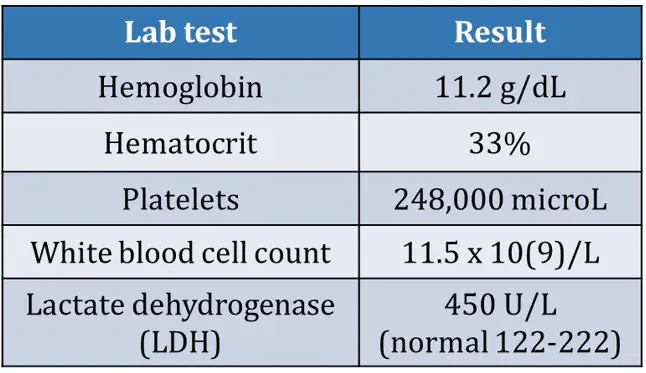 Lab test Result
Hemoglobin 11.2 g/dL
Hematocrit 33%
Platelets 248,000 microL
White blood cell count 11.5 x 10(9)/L
Lactate dehydrogenase 450 U/L
(LDH) (normal 122-222)